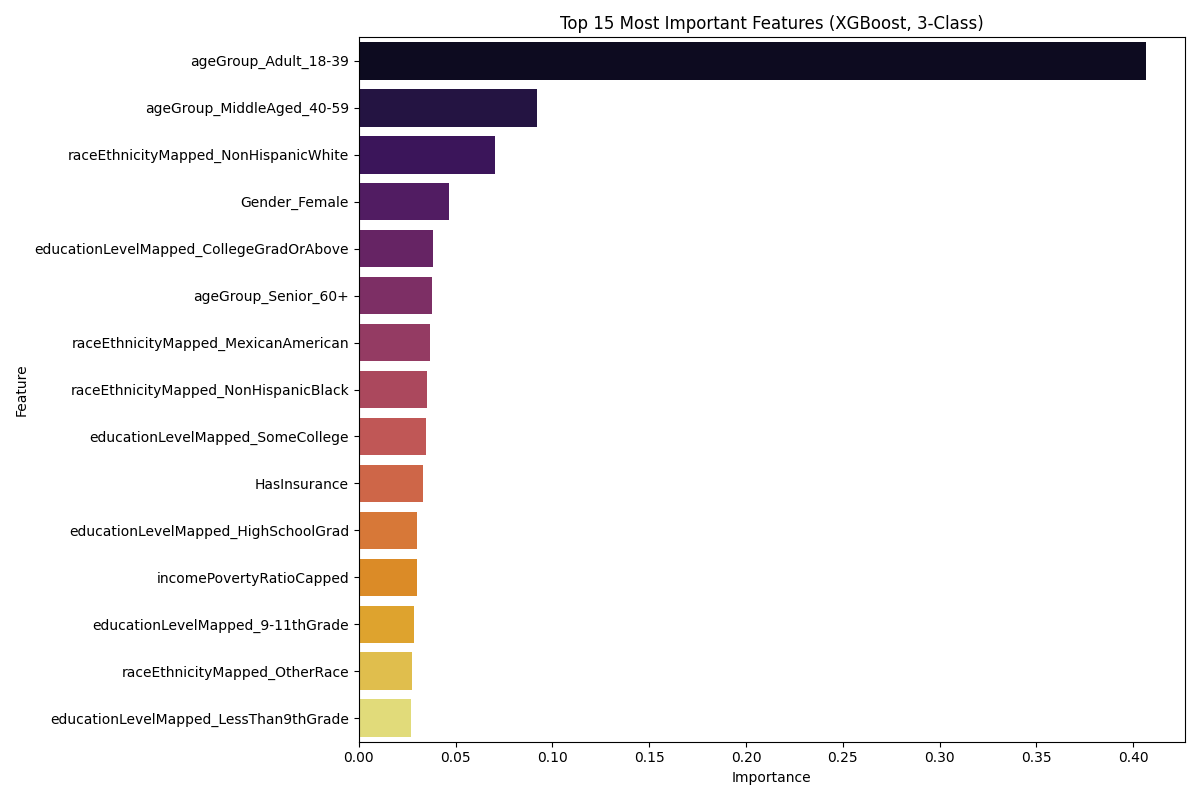 Top 15 Most Important Features (XGBoost, 3-Class)
Feature
ageGroup_Adult_18-39
ageGroup_MiddleAged_40-59
raceEthnicityMapped_NonHispanicWhite
Gender_Female
educationLevelMapped_CollegeGradOrAbove
ageGroup_Senior_60+
raceEthnicityMapped_MexicanAmerican
raceEthnicityMapped_NonHispanicBlack
educationLevelMapped_SomeCollege
HasInsurance
educationLevelMapped_HighSchoolGrad
incomePovertyRatioCapped
educationLevelMapped_9-11thGrade
raceEthnicityMapped_OtherRace
educationLevelMapped_LessThan9thGrade
0.00 0.05 0.10 0.15 0.20 0.25 0.30 0.35 0.40
Importance